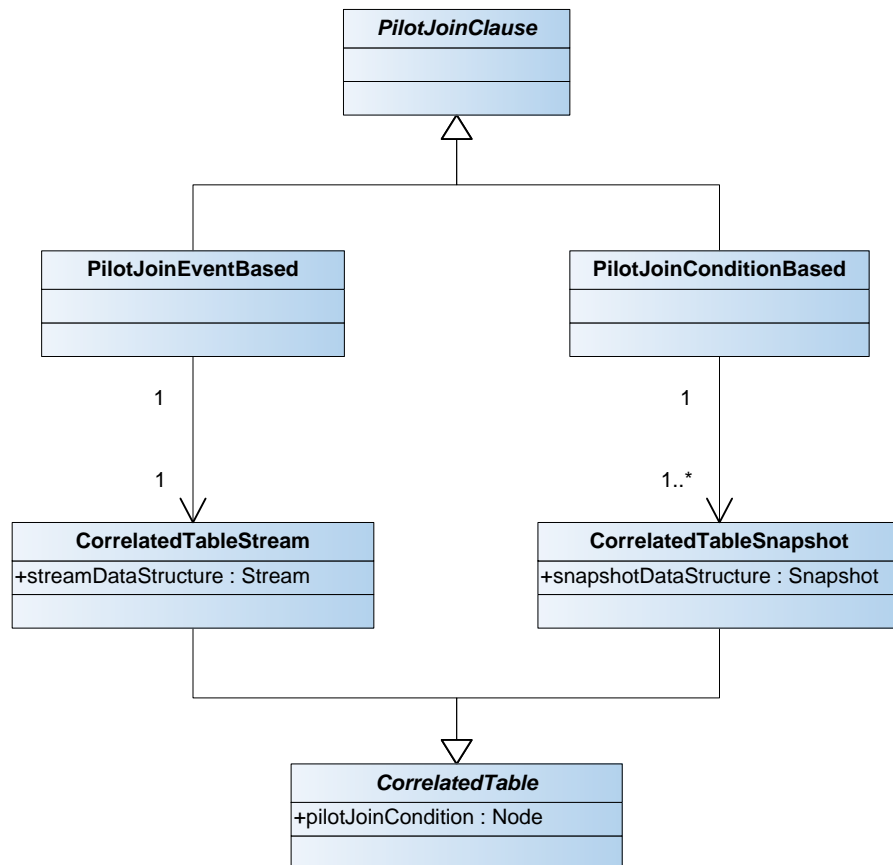 PilotJoinClause
PilotJoinEventBased
PilotJoinConditionBased
1
1
1
1..*
CorrelatedTableStream
+streamDataStructure : Stream
CorrelatedTableSnapshot
+snapshotDataStructure : Snapshot
CorrelatedTable
+pilotJoinCondition : Node